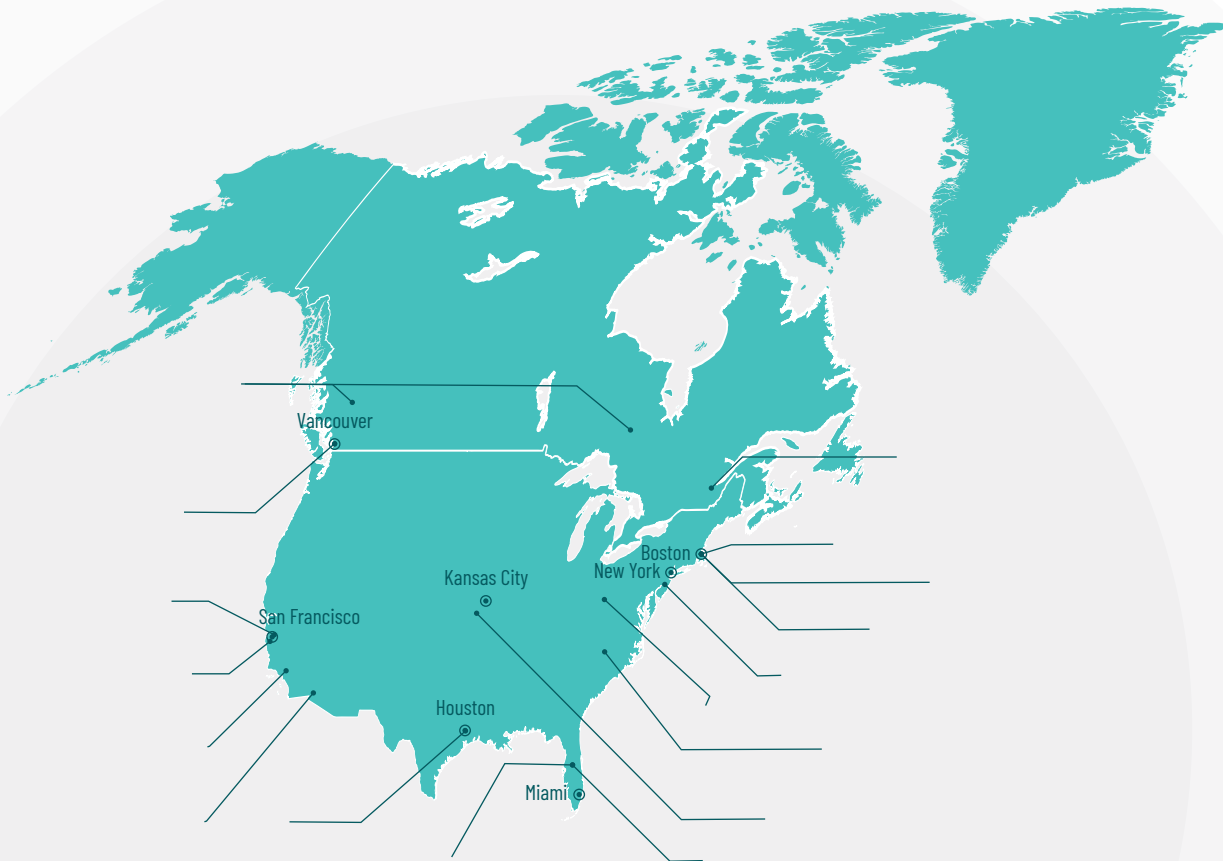 Vancouver
Boston
New York
Kansas City
San Francisco
Houston
Miami